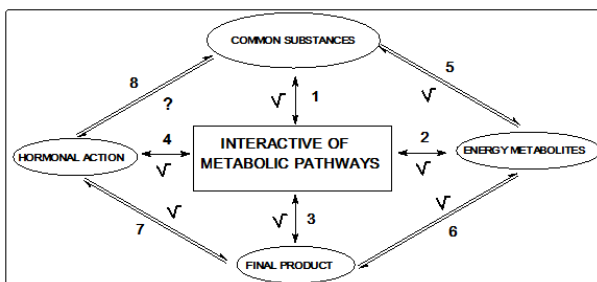 COMMON SUBSTANCES
8
5
?
√
1
√
4
INTERACTIVE OF
METABOLIC PATHWAYS
2
HORMONAL ACTION
√
√
ENERGY METABOLITES
√
√
3
√
7
6
FINAL PRODUCT